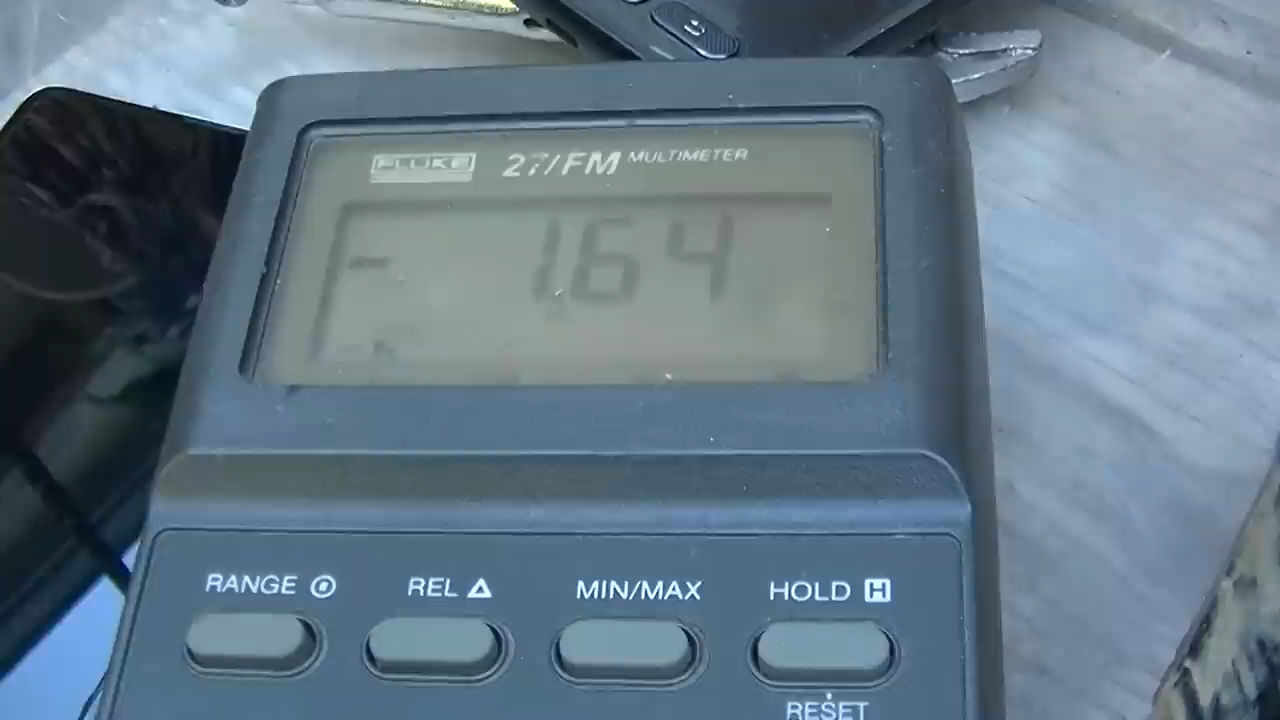 FLUKE 27/FM MULTIMETER
- 1.64
RANGE REL △ MIN/MAX HOLD H
RESET